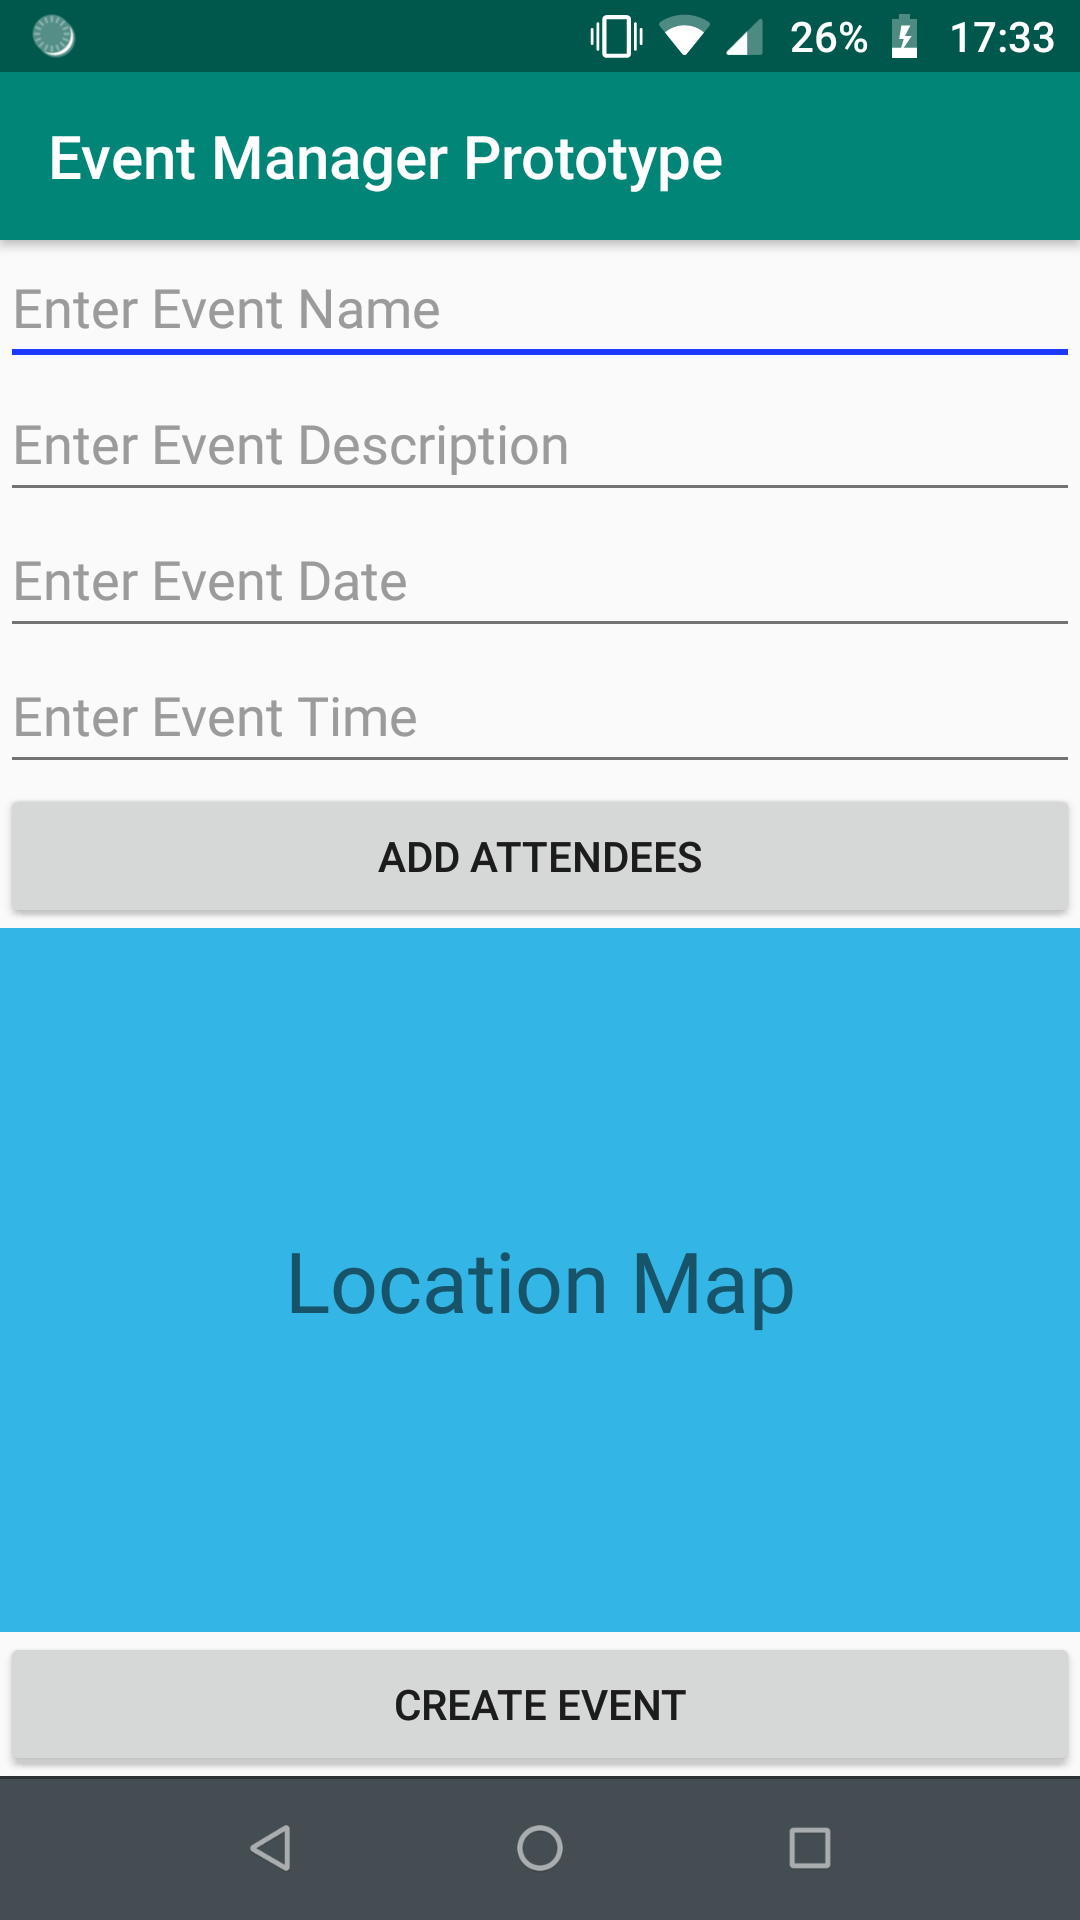 26% 17:33
Event Manager Prototype
Enter Event Name
Enter Event Description
Enter Event Date
Enter Event Time
ADD ATTENDEES
Location Map
CREATE EVENT